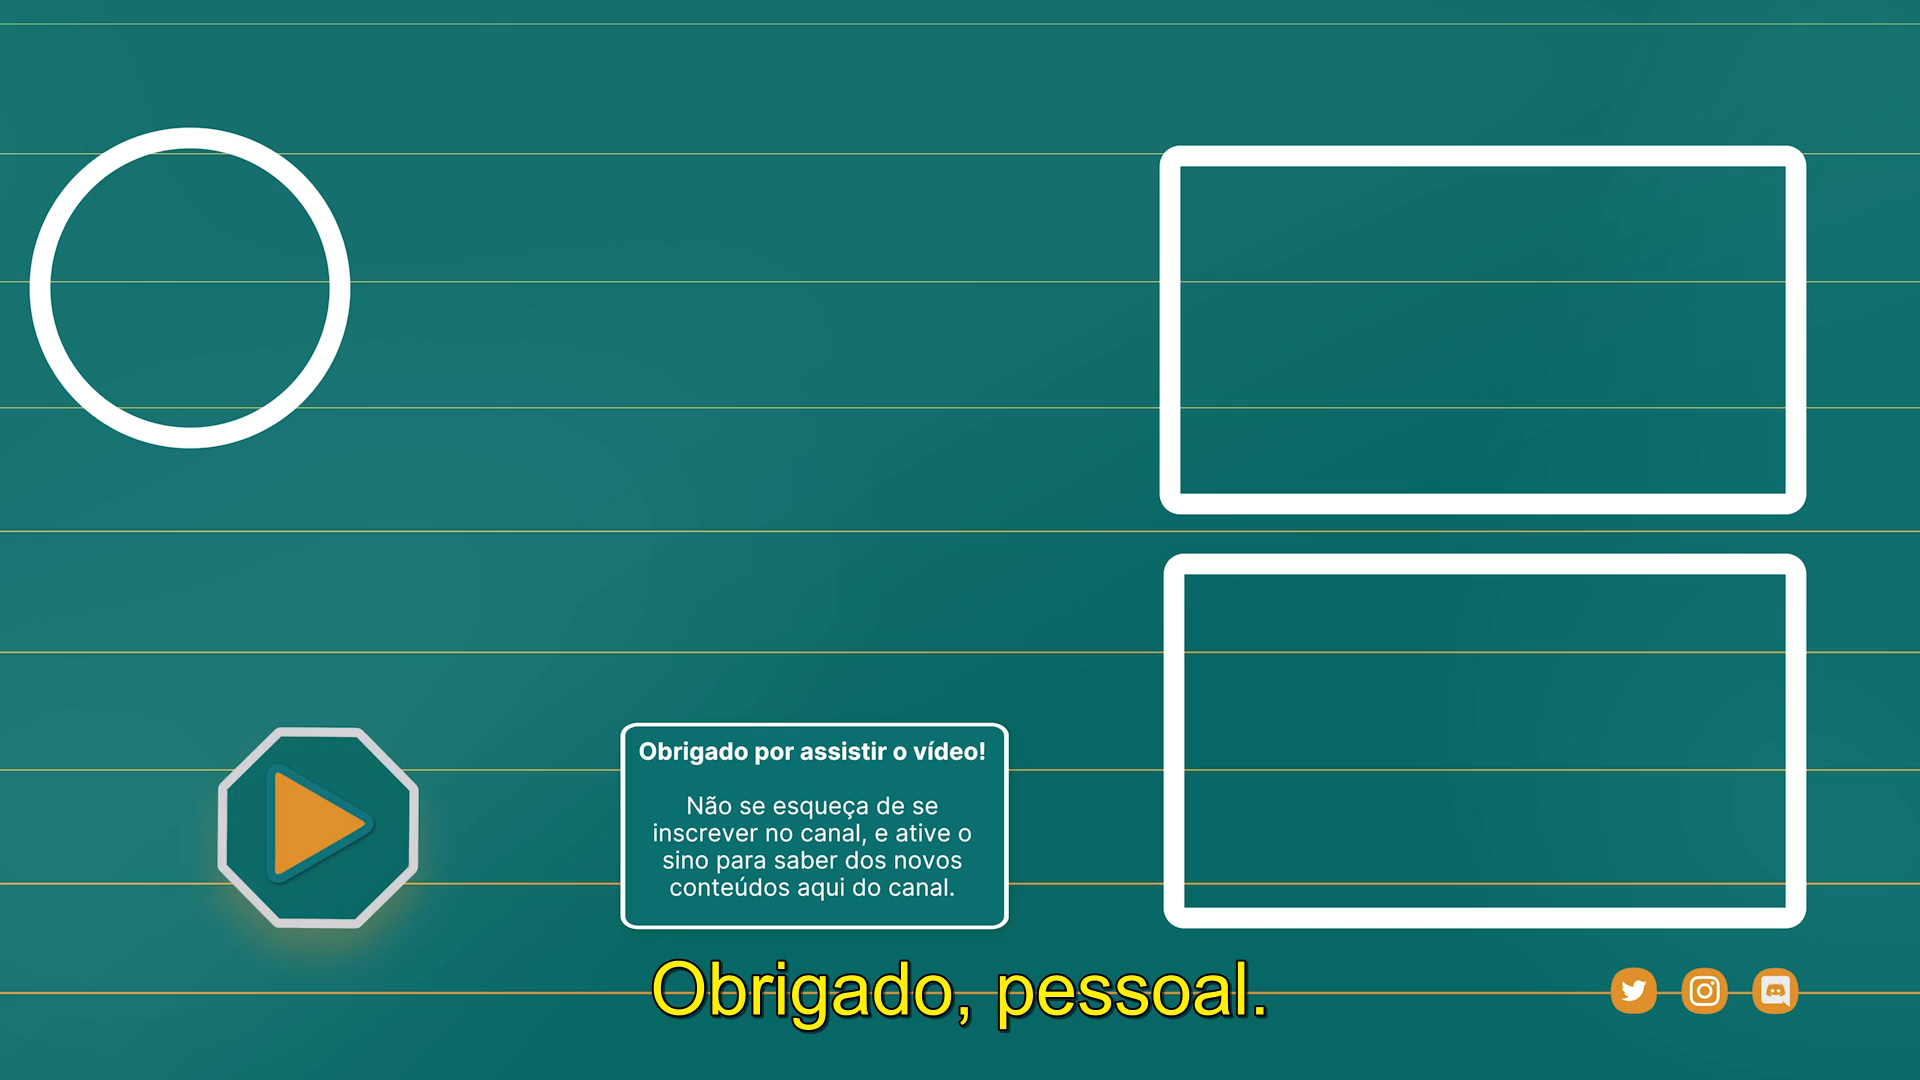 Obrigado por assistir o vídeo!
Não se esqueça de se
inscrever no canal, e ative o
sino para saber dos novos
conteúdos aqui do canal.
Obrigado, pessoal.